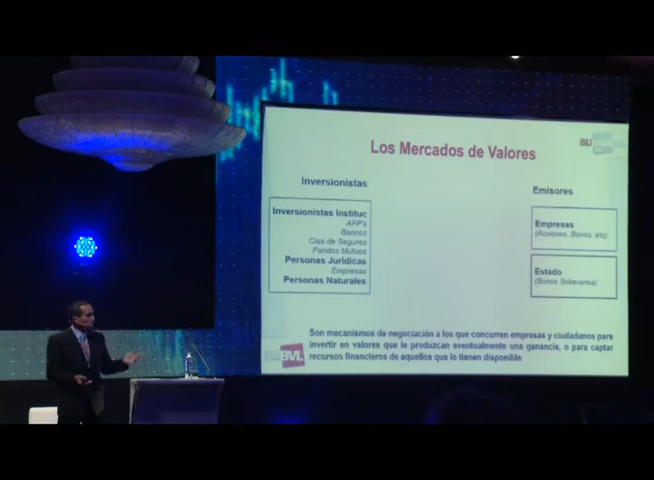 Los Mercados de Valores
BVL
Inversionistas
Emisores
Inversionistas Instituc
AFP's
Bancos
Cias de Seguros
Fondos Mutuos
Personas Jurídicas
Empresas
Personas Naturales
Empresas
(Acciones, Bonos, etc)
Estado
(Bonos Soberanos)
Son mecanismos de negociación a los que concurren empresas y ciudadanos para
invertir en valores que le produzcan eventualmente una ganancia, o para captar
recursos financieros de aquellos que lo tienen disponible